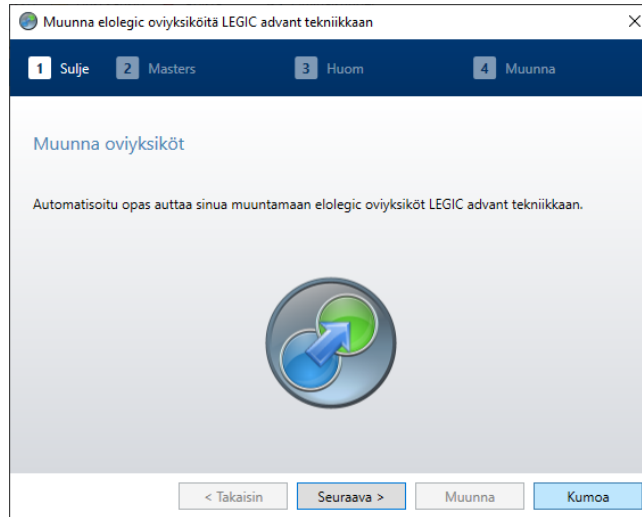 Muunna elolegic oviyksiköitä LEGIC advant tekniikkaan
1 Sulje 2 Masters 3 Huom 4 Muunna
Muunna oviyksiköt
Automatisoitu opas auttaa sinua muuntamaan elolegic oviyksiköt LEGIC advant tekniikkaan.
< Takaisin Seuraava > Muunna Kumoa